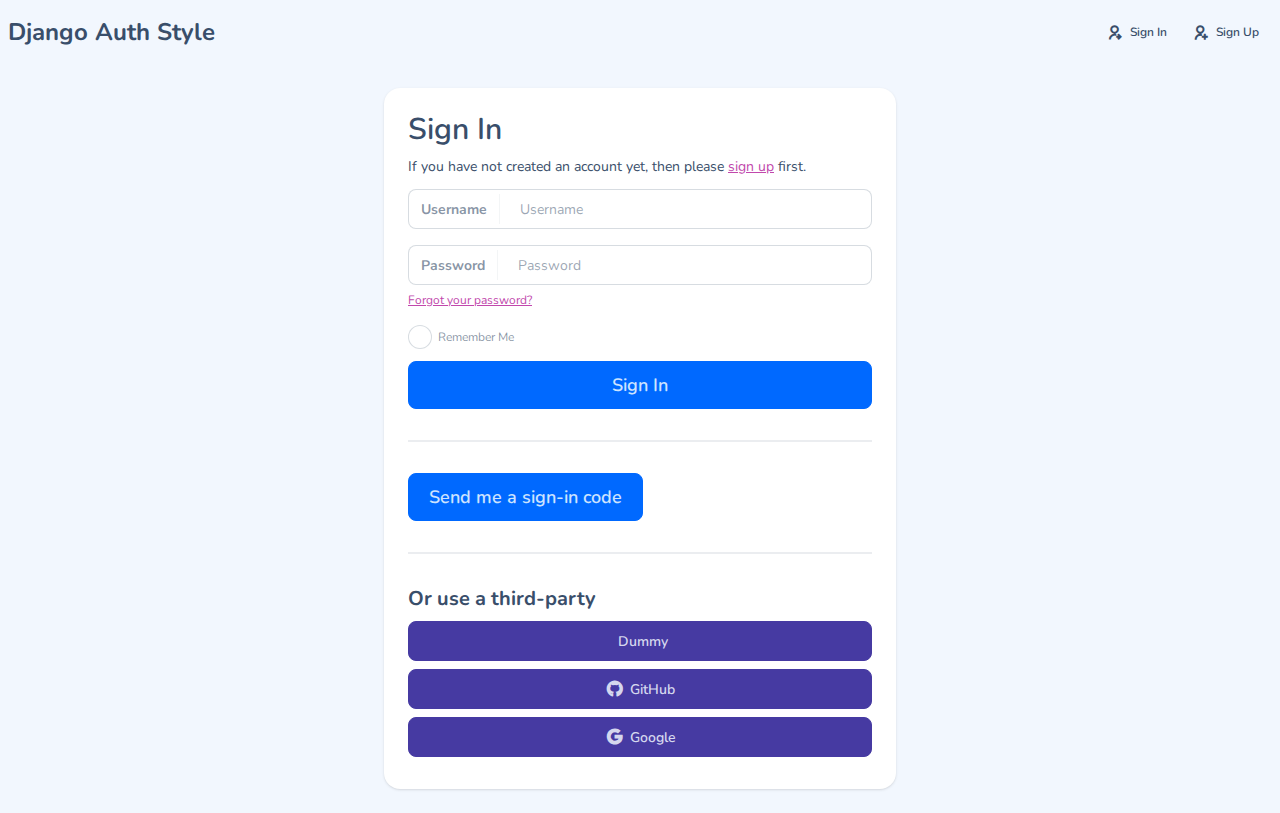 Django Auth Style
Sign In
Sign Up
Sign In
If you have not created an account yet, then please sign up first.
Username Username
Password Password
Forgot your password?
Remember Me
Sign In
Send me a sign-in code
Or use a third-party
Dummy
GitHub
Google